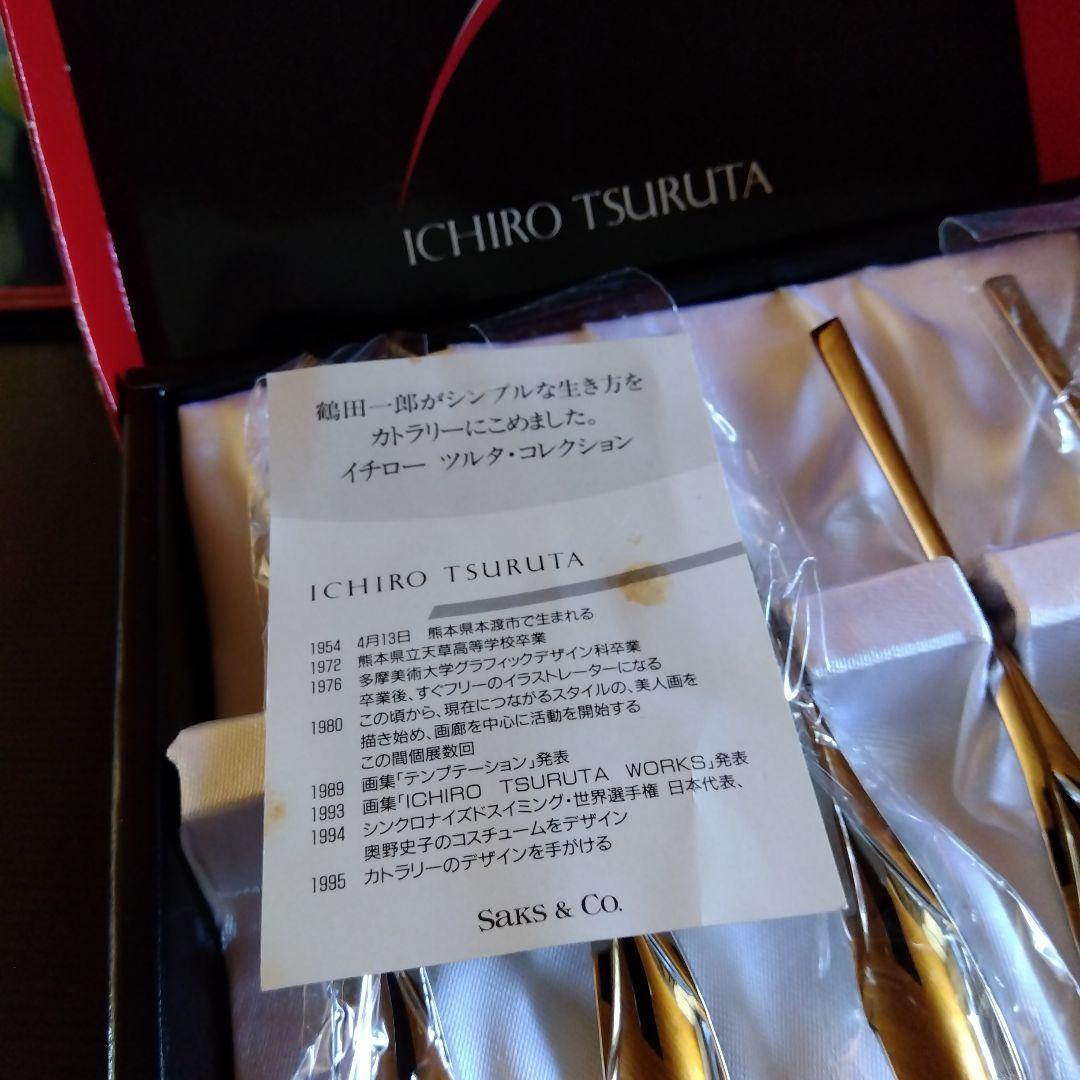 ICHIRO TSURUTA
鶴田一郎がシンプルな生き方を
カトラリーにこめました。
イチロー ツルタ・コレクション
ICHIRO TSURUTA
1954 4月13日 熊本県本渡市で生まれる
1972 熊本県立天草高等学校卒業
1976 多摩美術大学グラフィックデザイン科卒業
卒業後、すぐフリーのイラストレーターになる
1980 この頃から、現在につながるスタイルの、美人画を
描き始め、画廊を中心に活動を開始する
この間個展数回
1989 画集「テンプテーション」発表
1993 画集「ICHIRO TSURUTA WORKS」発表
1994 シンクロナイズドスイミング・世界選手権 日本代表、
奥野史子のコスチュームをデザイン
1995 カトラリーのデザインを手がける
SAKS & CO.